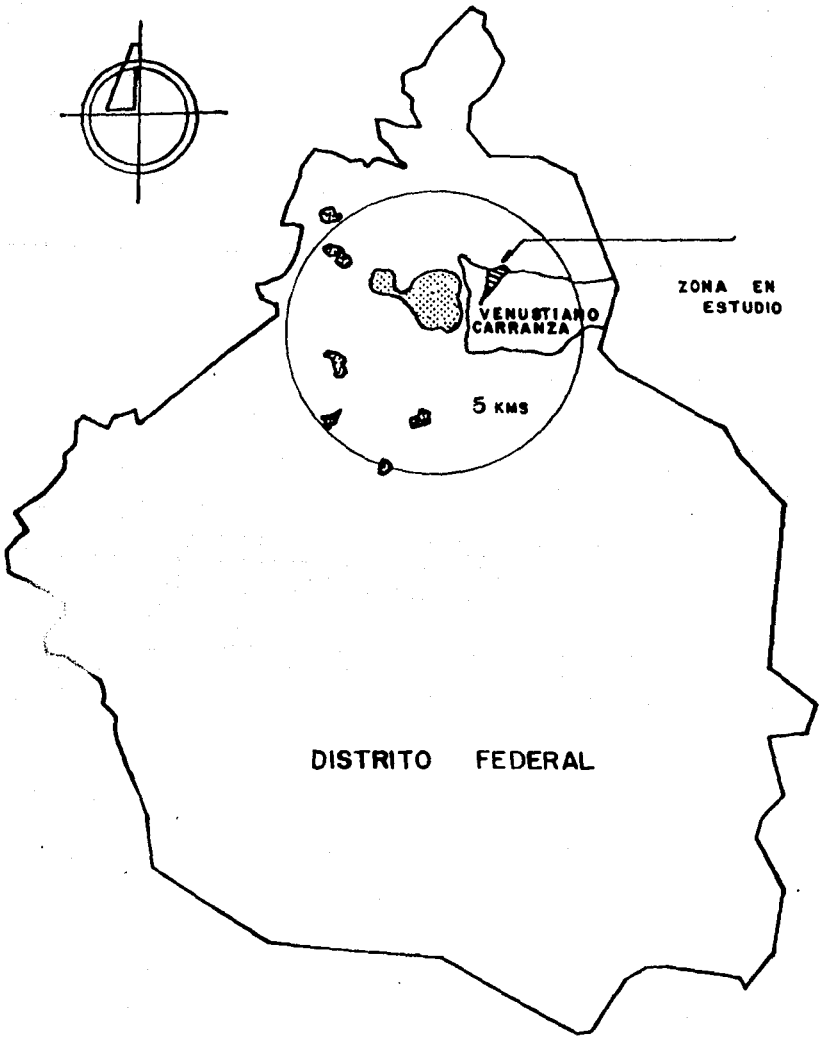 ZONA EN
ESTUDIO
VENUSTIANO
CARRANZA
5 KMS
DISTRITO FEDERAL